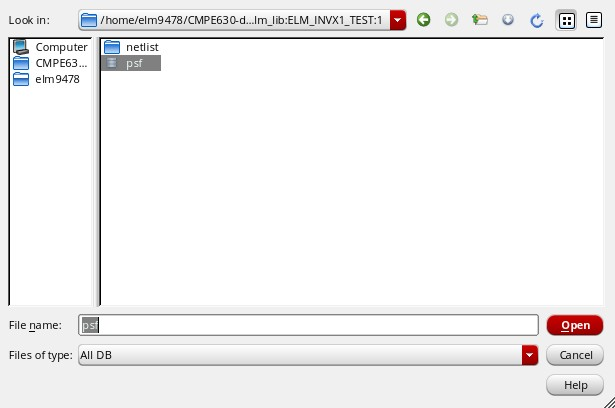 Look in: /home/elm9478/CMPE630-d...lm_lib:ELM_INVX1_TEST:1
Computer
CMPE63...
elm9478
netlist
psf
File name: psf Open
Files of type: All DB Cancel
Help